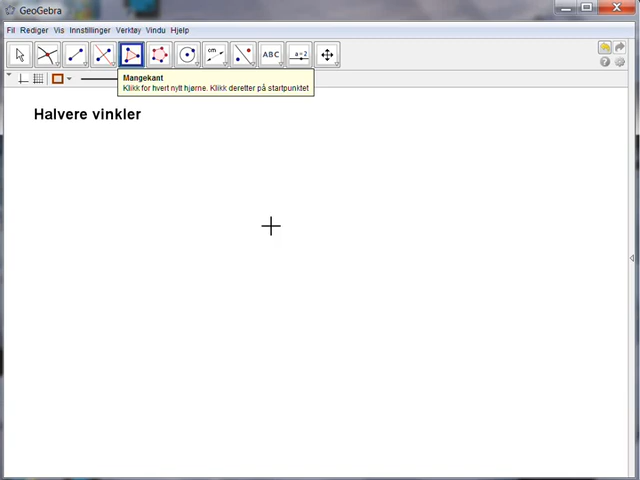 GeoGebra
Fil Rediger Vis Innstillinger Verktøy Vindu Hjelp
cm ABC a=2
Mangekant
Klikk for hvert nytt hjørne. Klikk deretter på startpunktet
Halvere vinkler